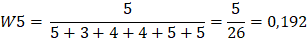 W5 = 5 / (5 + 3 + 4 + 4 + 5 + 5) = 5 / 26 = 0,192